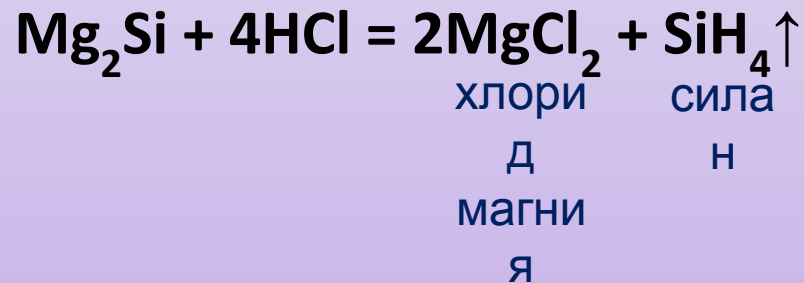 Mg₂Si + 4HCl = 2MgCl₂ + SiH₄↑
хлори сила
д н
магни
я